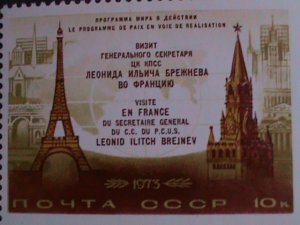 ПРОГРАММА МИРА В ДЕЙСТВИИ
LE PROGRAMME DE PAIX EN VOIE DE REALISATION
ВИЗИТ
ГЕНЕРАЛЬНОГО СЕКРЕТАРЯ
ЦК КПСС
ЛЕОНИДА ИЛЬИЧА БРЕЖНЕВА
ВО ФРАНЦИЮ
VISITE
EN FRANCE
DU SECRETAIRE GENERAL
DU C.C. DU P.C.U.S.
LEONID ILITCH BREJNEV
1973
ПОЧТА СССР 10к